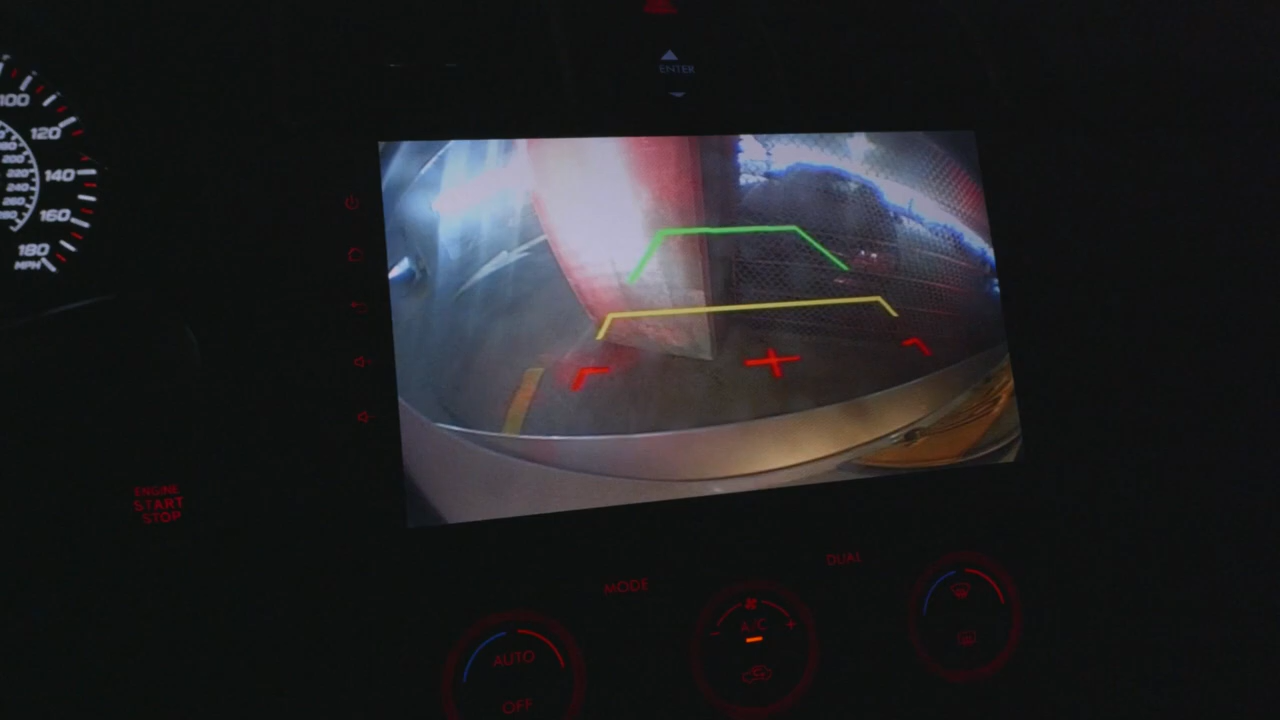 ENTER
100
120
140
160
180
MPH
200
220
240
260
ENGINE
START
STOP
MODE
DUAL
AUTO
OFF
A/C
- +